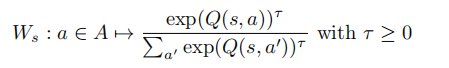 W_s : a ∈ A ↦ exp(Q(s, a))^τ / ∑_{a'} exp(Q(s, a'))^τ with τ ≥ 0